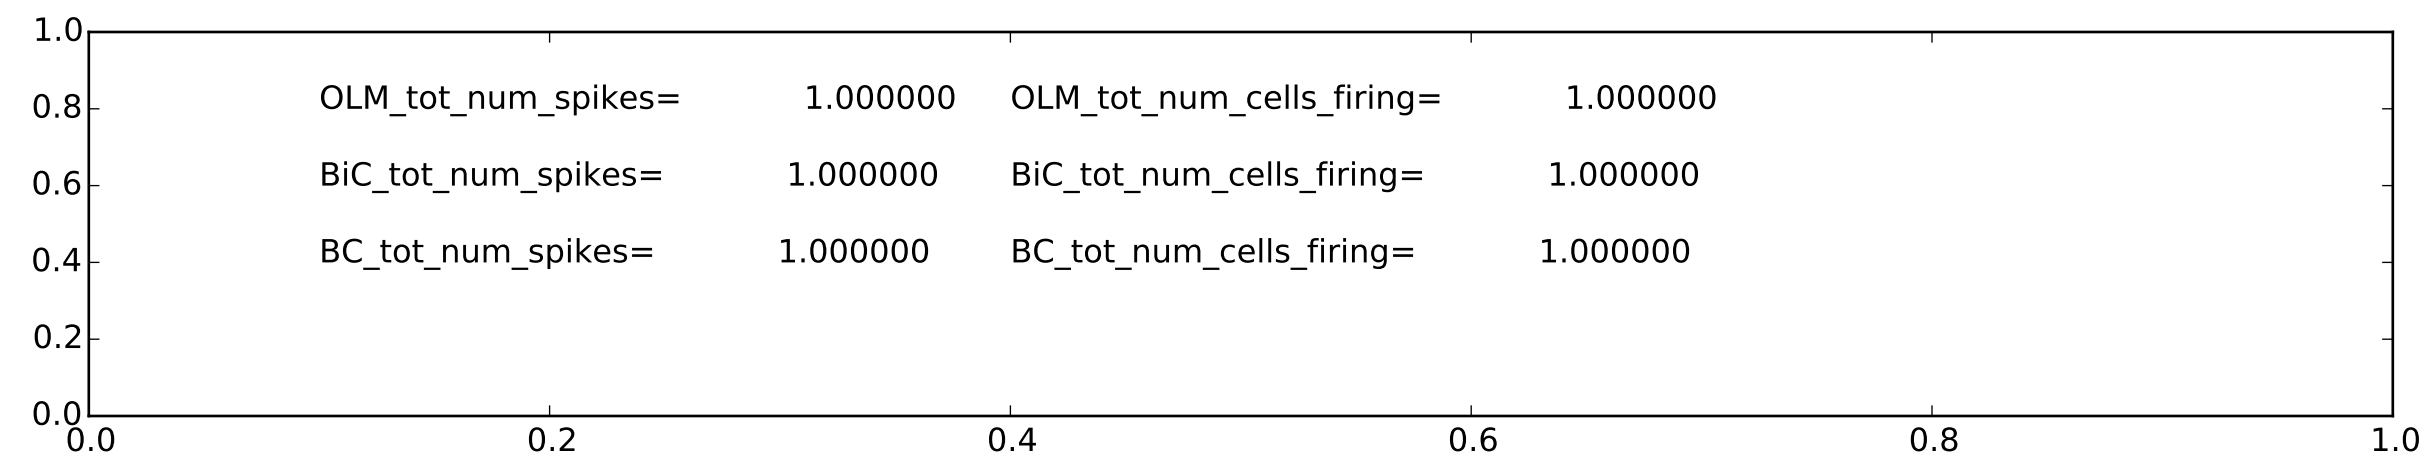 1.0
OLM_tot_num_spikes= 1.000000 OLM_tot_num_cells_firing= 1.000000
0.8
BiC_tot_num_spikes= 1.000000 BiC_tot_num_cells_firing= 1.000000
0.6
BC_tot_num_spikes= 1.000000 BC_tot_num_cells_firing= 1.000000
0.4
0.2
0.0
0.0 0.2 0.4 0.6 0.8 1.0